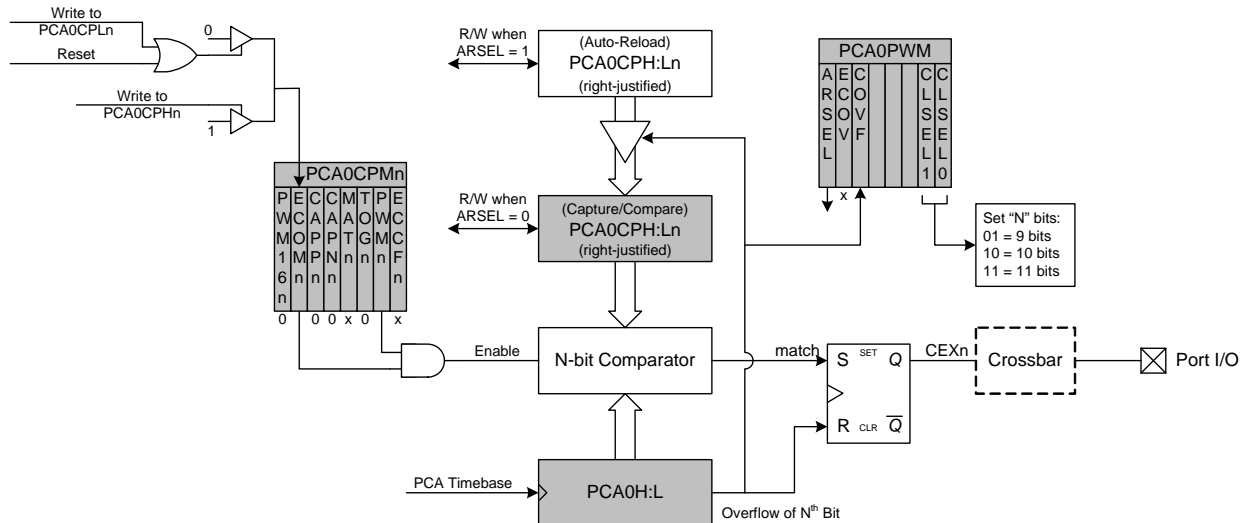 Write to
PCA0CPLn
Reset
0
Write to
PCA0CPHn
1
R/W when
ARSEL = 1
(Auto-Reload)
PCA0CPH:Ln
(right-justified)
PCA0PWM
ARSEL
ECOV
COVF
CLSEL1
CLSEL0
x
Set “N” bits:
01 = 9 bits
10 = 10 bits
11 = 11 bits
PCA0CPMn
PWM16n
ECOMn
CAPPn
CAPNn
MATn
TOGn
PWMn
ECCFn
0 0 0 x 0 x
R/W when
ARSEL = 0
(Capture/Compare)
PCA0CPH:Ln
(right-justified)
Enable
N-bit Comparator
match
S SET Q
R CLR Q̅
CEXn
Crossbar
Port I/O
PCA Timebase
PCA0H:L
Overflow of Nth Bit